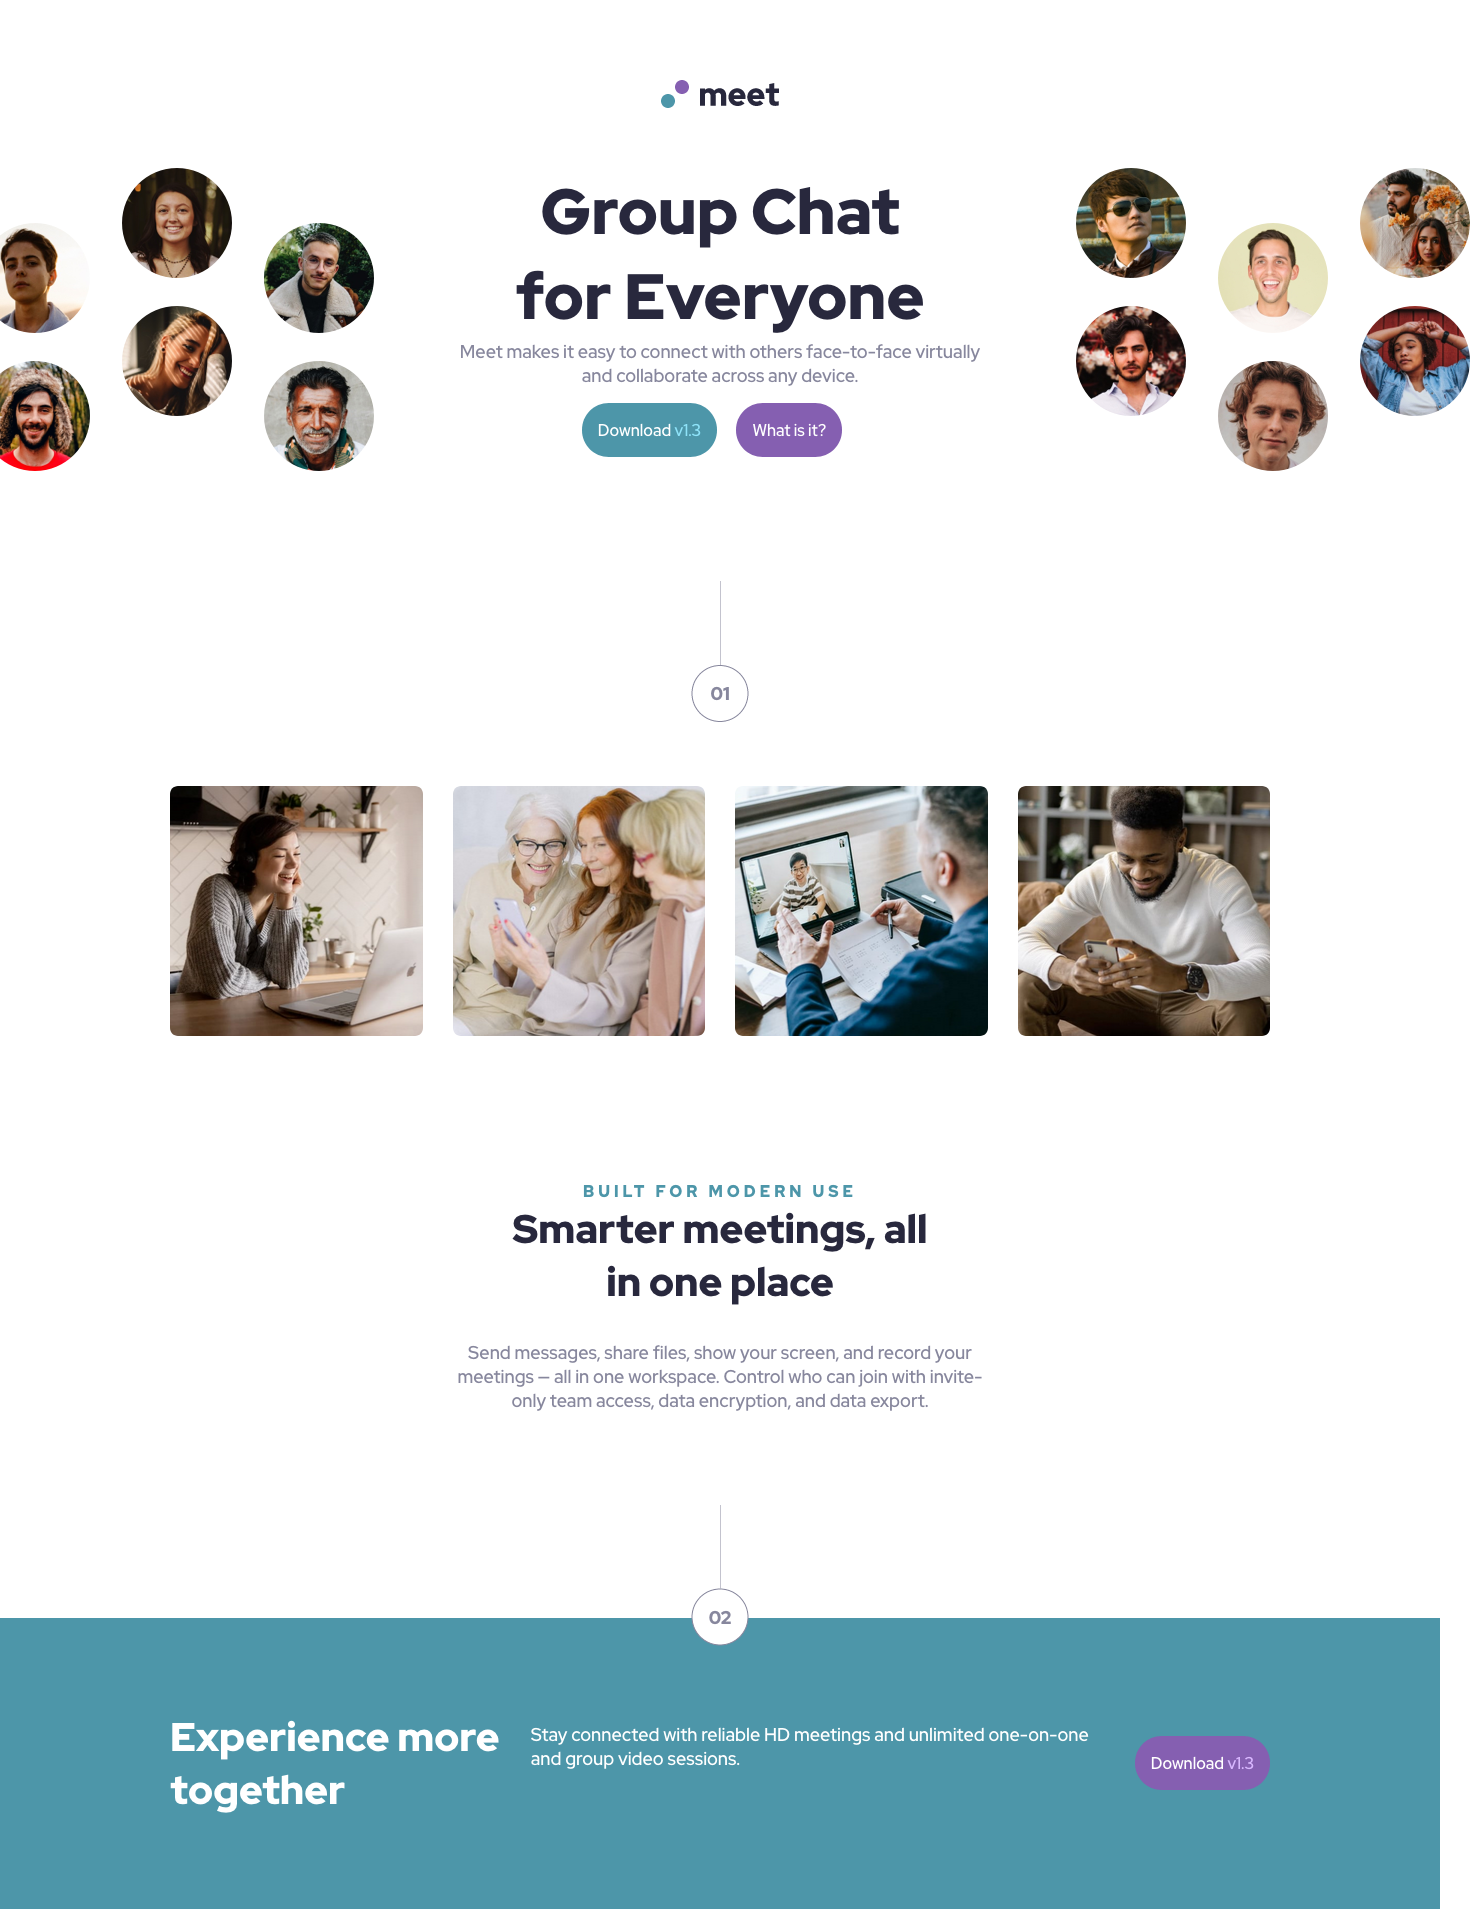 meet
Group Chat
for Everyone
Meet makes it easy to connect with others face-to-face virtually
and collaborate across any device.
Download v1.3
What is it?
01
BUILT FOR MODERN USE
Smarter meetings, all
in one place
Send messages, share files, show your screen, and record your
meetings — all in one workspace. Control who can join with invite-
only team access, data encryption, and data export.
02
Experience more
together
Stay connected with reliable HD meetings and unlimited one-on-one
and group video sessions.
Download v1.3